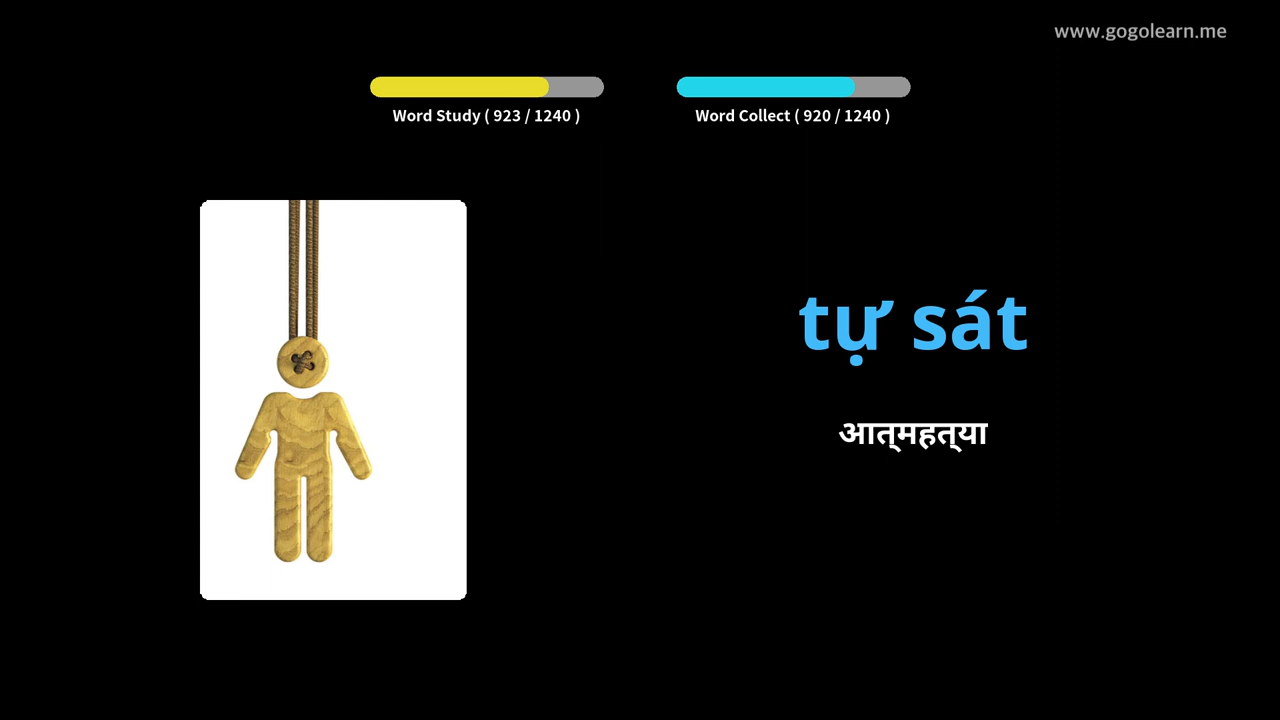 www.gogolearn.me
Word Study ( 923 / 1240 )
Word Collect ( 920 / 1240 )
tự sát
आत्महत्या